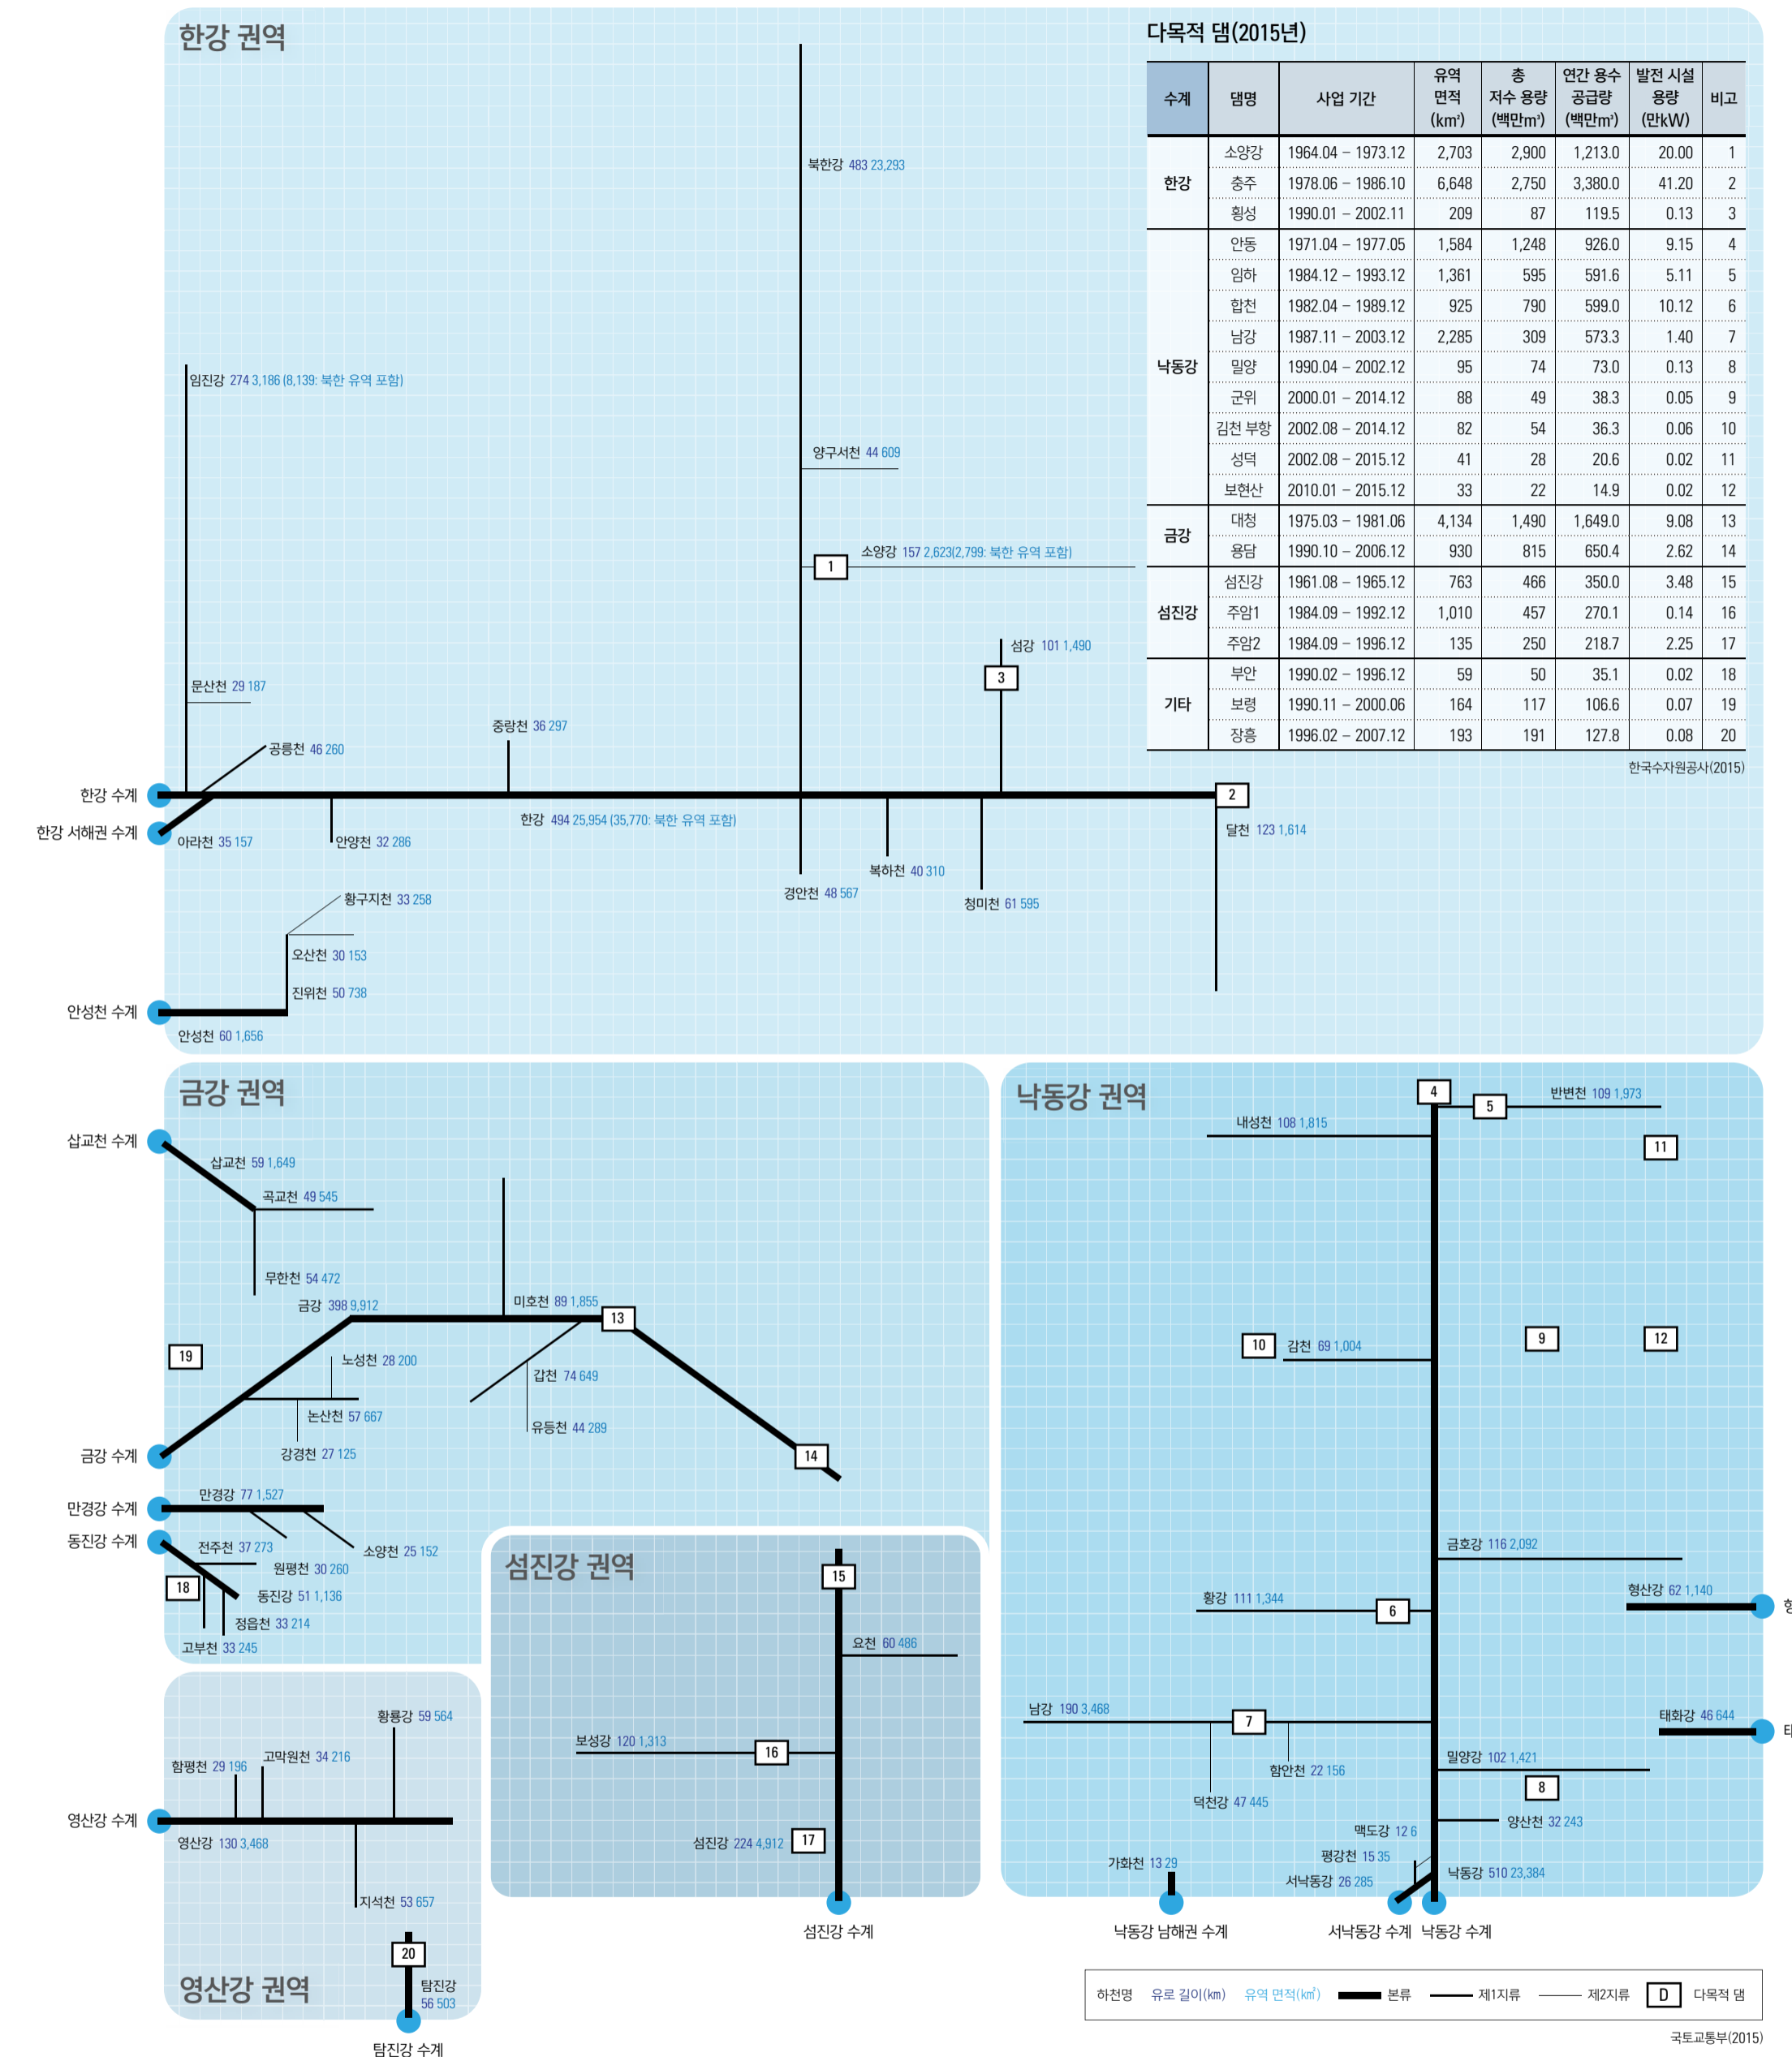 한강 권역
북한강 483 23,293
임진강 274 3,186 (8,139: 북한 유역 포함)
양구서천 44 609
1
소양강 157 2,623(2,799: 북한 유역 포함)
섬강 101 1,490
3
문산천 29 187
공릉천 46 260
중랑천 36 297
한강 수계
2
한강 서해권 수계
아라천 35 157
안양천 32 286
한강 494 25,954 (35,770: 북한 유역 포함)
달천 123 1,614
복하천 40 310
경안천 48 567
청미천 61 595
황구지천 33 258
오산천 30 153
진위천 50 738
안성천 수계
안성천 60 1,656
다목적 댐(2015년)
수계 댐명 사업 기간 유역 면적 (km²) 총 저수 용량 (백만m³) 연간 용수 공급량 (백만m³) 발전 시설 용량 (만kW) 비고
한강 소양강 1964.04 – 1973.12 2,703 2,900 1,213.0 20.00 1
충주 1978.06 – 1986.10 6,648 2,750 3,380.0 41.20 2
횡성 1990.01 – 2002.11 209 87 119.5 0.13 3
낙동강 안동 1971.04 – 1977.05 1,584 1,248 926.0 9.15 4
임하 1984.12 – 1993.12 1,361 595 591.6 5.11 5
합천 1982.04 – 1989.12 925 790 599.0 10.12 6
남강 1987.11 – 2003.12 2,285 309 573.3 1.40 7
밀양 1990.04 – 2002.12 95 74 73.0 0.13 8
군위 2000.01 – 2014.12 88 49 38.3 0.05 9
김천 부항 2002.08 – 2014.12 82 54 36.3 0.06 10
성덕 2002.08 – 2015.12 41 28 20.6 0.02 11
보현산 2010.01 – 2015.12 33 22 14.9 0.02 12
금강 대청 1975.03 – 1981.06 4,134 1,490 1,649.0 9.08 13
용담 1990.10 – 2006.12 930 815 650.4 2.62 14
섬진강 섬진강 1961.08 – 1965.12 763 466 350.0 3.48 15
주암1 1984.09 – 1992.12 1,010 457 270.1 0.14 16
주암2 1984.09 – 1996.12 135 250 218.7 2.25 17
기타 부안 1990.02 – 1996.12 59 50 35.1 0.02 18
보령 1990.11 – 2000.06 164 117 106.6 0.07 19
장흥 1996.02 – 2007.12 193 191 127.8 0.08 20
한국수자원공사(2015)
금강 권역
삽교천 수계
삽교천 59 1,649
곡교천 49 545
무한천 54 472
금강 398 9,912
미호천 89 1,855
13
19
노성천 28 200
갑천 74 649
논산천 57 667
유등천 44 289
강경천 27 125
금강 수계
14
만경강 77 1,527
만경강 수계
동진강 수계
전주천 37 273
소양천 25 152
원평천 30 260
18
동진강 51 1,136
정읍천 33 214
고부천 33 245
낙동강 권역
4
반변천 109 1,973
5
내성천 108 1,815
11
10
감천 69 1,004
9
12
금호강 116 2,092
형산강 62 1,140
황강 111 1,344
6
남강 190 3,468
7
태화강 46 644
밀양강 102 1,421
함안천 22 156
8
덕천강 47 445
양산천 32 243
맥도강 12 6
평강천 15 35
가화천 13 29
서낙동강 26 285
낙동강 510 23,384
낙동강 남해권 수계
서낙동강 수계
낙동강 수계
섬진강 권역
15
요천 60 486
보성강 120 1,313
16
섬진강 224 4,912
17
섬진강 수계
황룡강 59 564
고막원천 34 216
함평천 29 196
영산강 수계
영산강 130 3,468
지석천 53 657
20
영산강 권역
탐진강
56 503
탐진강 수계
하천명 유로 길이(km) 유역 면적(km²) 본류 제1지류 제2지류 D 다목적 댐
국토교통부(2015)